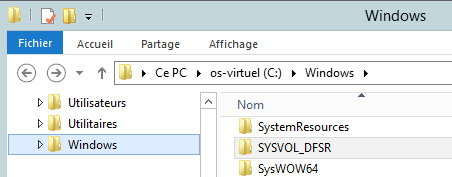 Windows
Fichier Accueil Partage Affichage
Ce PC os-virtuel (C:) Windows
Utilisateurs
Utilitaires
Windows
Nom
SystemResources
SYSVOL_DFSR
SysWOW64